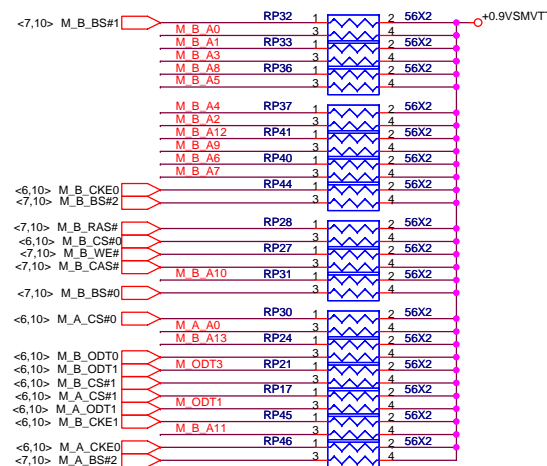 RP32 1 2 56X2 +0.9VSMVTT
<7,10> M_B_BS#1
M_B_A0 3 4
M_B_A1 RP33 1 2 56X2
M_B_A3 3 4
M_B_A8 RP36 1 2 56X2
M_B_A5 3 4
M_B_A4 RP37 1 2 56X2
M_B_A2 3 4
M_B_A12 RP41 1 2 56X2
M_B_A9 3 4
M_B_A6 RP40 1 2 56X2
M_B_A7 3 4
<6,10> M_B_CKE0 RP44 1 2 56X2
<7,10> M_B_BS#2 3 4
<7,10> M_B_RAS# RP28 1 2 56X2
<6,10> M_B_CS#0 3 4
<7,10> M_B_WE# RP27 1 2 56X2
<7,10> M_B_CAS# 3 4
M_B_A10 RP31 1 2 56X2
<7,10> M_B_BS#0 3 4
<6,10> M_A_CS#0 RP30 1 2 56X2
M_A_A0 3 4
M_B_A13 RP24 1 2 56X2
<6,10> M_B_ODT0 3 4
<6,10> M_B_ODT1 M_ODT3 RP21 1 2 56X2
<6,10> M_B_CS#1 3 4
<6,10> M_A_CS#1 RP17 1 2 56X2
<6,10> M_A_ODT1 M_ODT1 3 4
<6,10> M_B_CKE1 RP45 1 2 56X2
M_B_A11 3 4
<6,10> M_A_CKE0 RP46 1 2 56X2
<7,10> M_A_BS#2 3 4